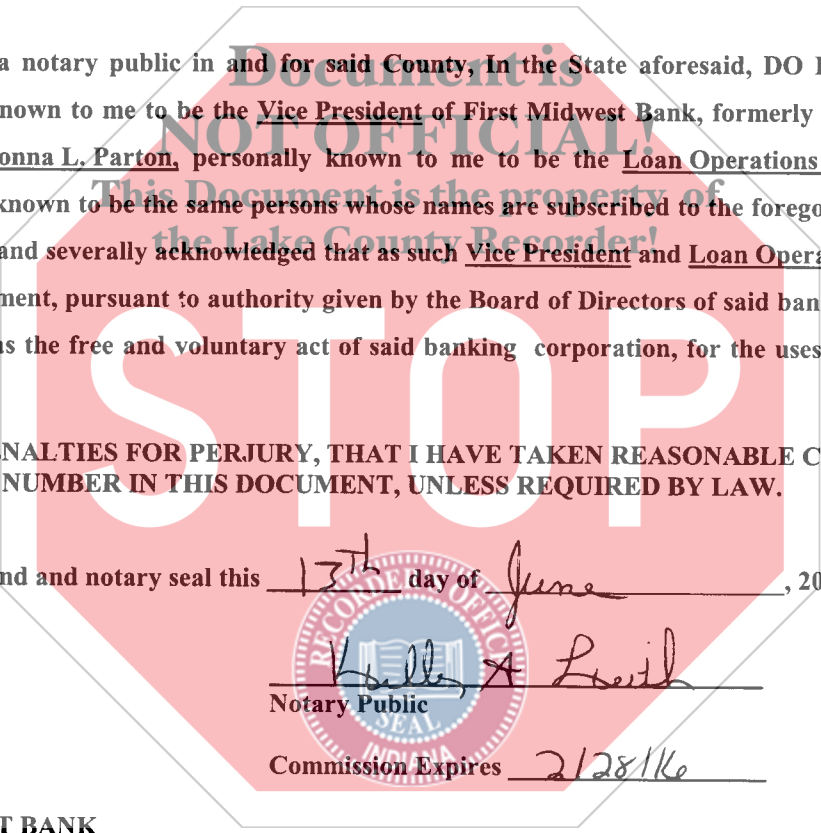 Document is
NOT OFFICIAL!
This Document is the property of
the Lake County Recorder!
STOP
a notary public in and for said County, In the State aforesaid, DO
nown to me to be the Vice President of First Midwest Bank, formerly
onna L. Parton, personally known to me to be the Loan Operations
known to be the same persons whose names are subscribed to the forego
and severally acknowledged that as such Vice President and Loan Opera
ment, pursuant to authority given by the Board of Directors of said ban
as the free and voluntary act of said banking corporation, for the uses
ENALTIES FOR PERJURY, THAT I HAVE TAKEN REASONABLE C
NUMBER IN THIS DOCUMENT, UNLESS REQUIRED BY LAW.
nd and notary seal this 13th day of June, 20
Notary Public
Commission Expires 2/28/16
RECORDER'S OFFICE
SEAL
INDIANA
T BANK